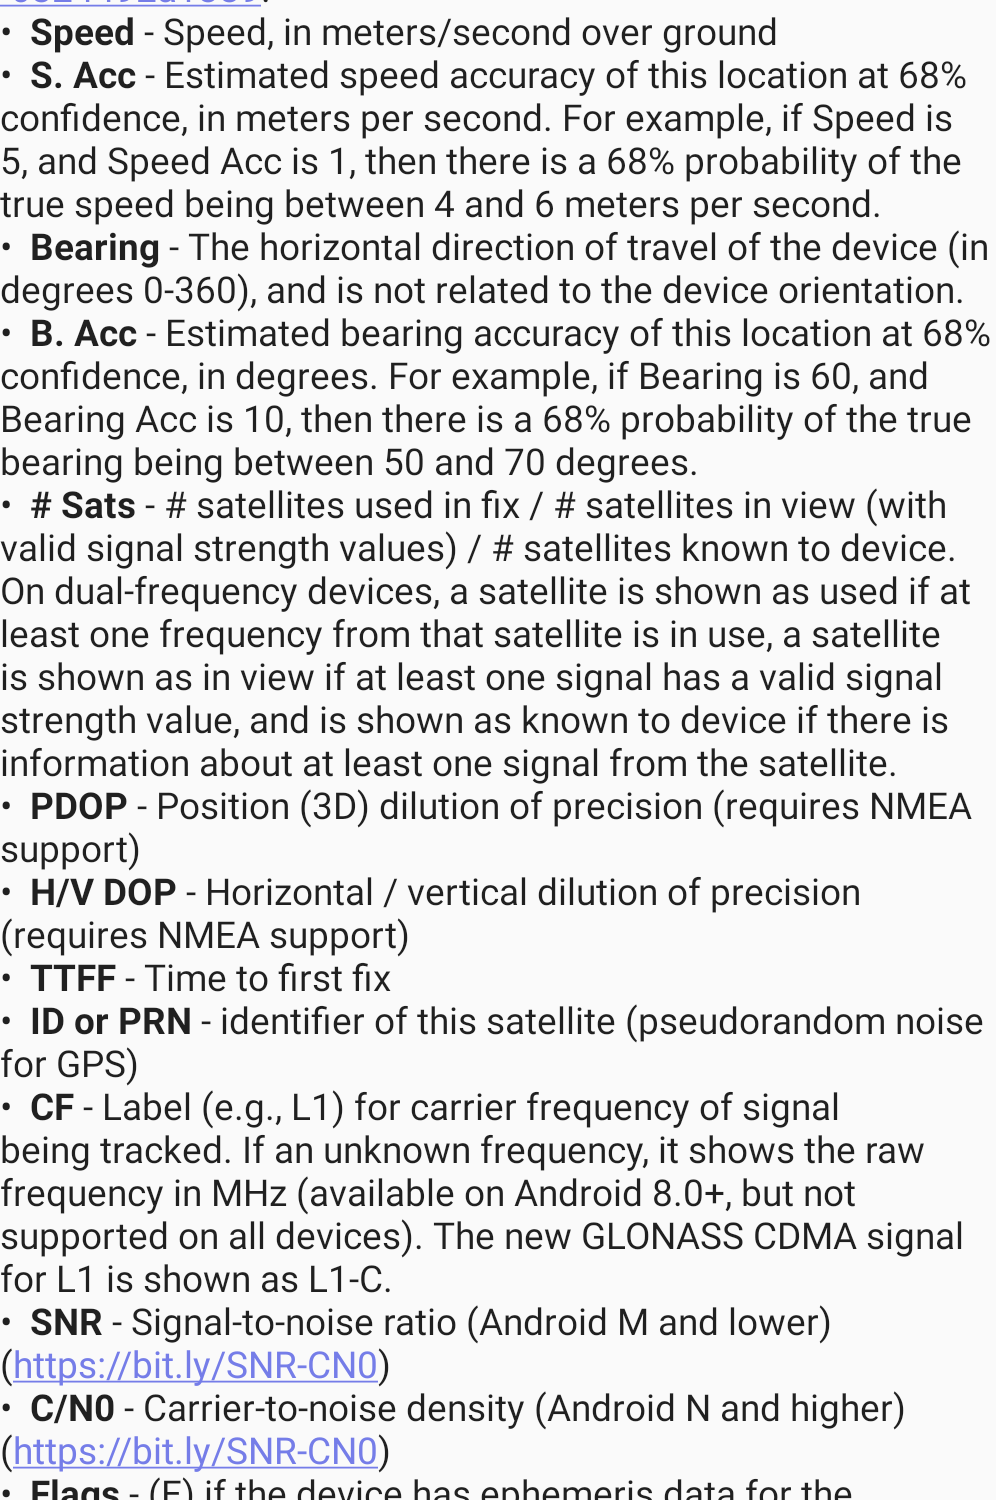 • Speed - Speed, in meters/second over ground
• S. Acc - Estimated speed accuracy of this location at 68%
confidence, in meters per second. For example, if Speed is
5, and Speed Acc is 1, then there is a 68% probability of the
true speed being between 4 and 6 meters per second.
• Bearing - The horizontal direction of travel of the device (in
degrees 0-360), and is not related to the device orientation.
• B. Acc - Estimated bearing accuracy of this location at 68%
confidence, in degrees. For example, if Bearing is 60, and
Bearing Acc is 10, then there is a 68% probability of the true
bearing being between 50 and 70 degrees.
• # Sats - # satellites used in fix / # satellites in view (with
valid signal strength values) / # satellites known to device.
On dual-frequency devices, a satellite is shown as used if at
least one frequency from that satellite is in use, a satellite
is shown as in view if at least one signal has a valid signal
strength value, and is shown as known to device if there is
information about at least one signal from the satellite.
• PDOP - Position (3D) dilution of precision (requires NMEA
support)
• H/V DOP - Horizontal / vertical dilution of precision
(requires NMEA support)
• TTFF - Time to first fix
• ID or PRN - identifier of this satellite (pseudorandom noise
for GPS)
• CF - Label (e.g., L1) for carrier frequency of signal
being tracked. If an unknown frequency, it shows the raw
frequency in MHz (available on Android 8.0+, but not
supported on all devices). The new GLONASS CDMA signal
for L1 is shown as L1-C.
• SNR - Signal-to-noise ratio (Android M and lower)
(https://bit.ly/SNR-CN0)
• C/N0 - Carrier-to-noise density (Android N and higher)
(https://bit.ly/SNR-CN0)
• Flags - (E) if the device has ephemeris data for the